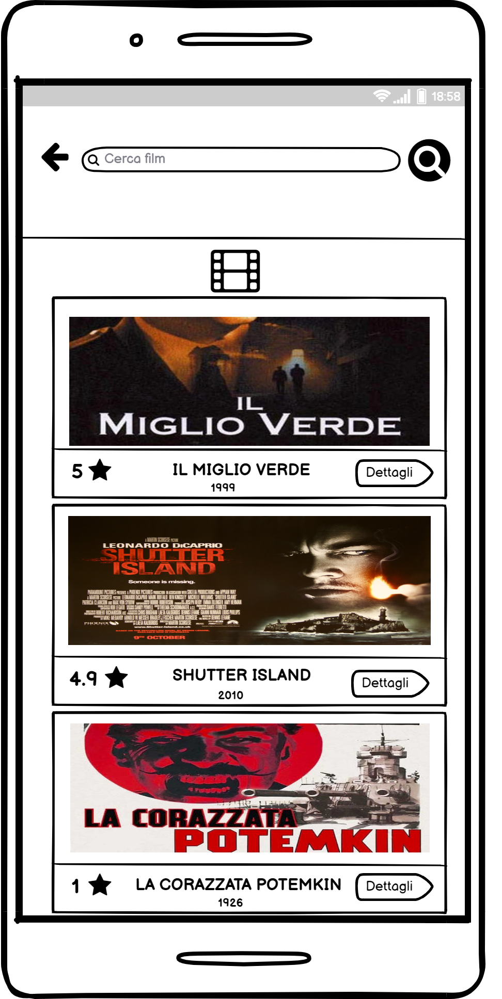 18:58
Cerca film
IL
MIGLIO VERDE
5
IL MIGLIO VERDE
Dettagli
1999
A MARTIN SCORSESE PICTURE
LEONARDO DiCAPRIO
SHUTTER
ISLAND
Someone is missing.
PHOENIX
www.Shutter-Island.co.uk
9TH OCTOBER
4.9
SHUTTER ISLAND
Dettagli
2010
LA CORAZZATA
POTEMKIN
1
LA CORAZZATA POTEMKIN
Dettagli
1926